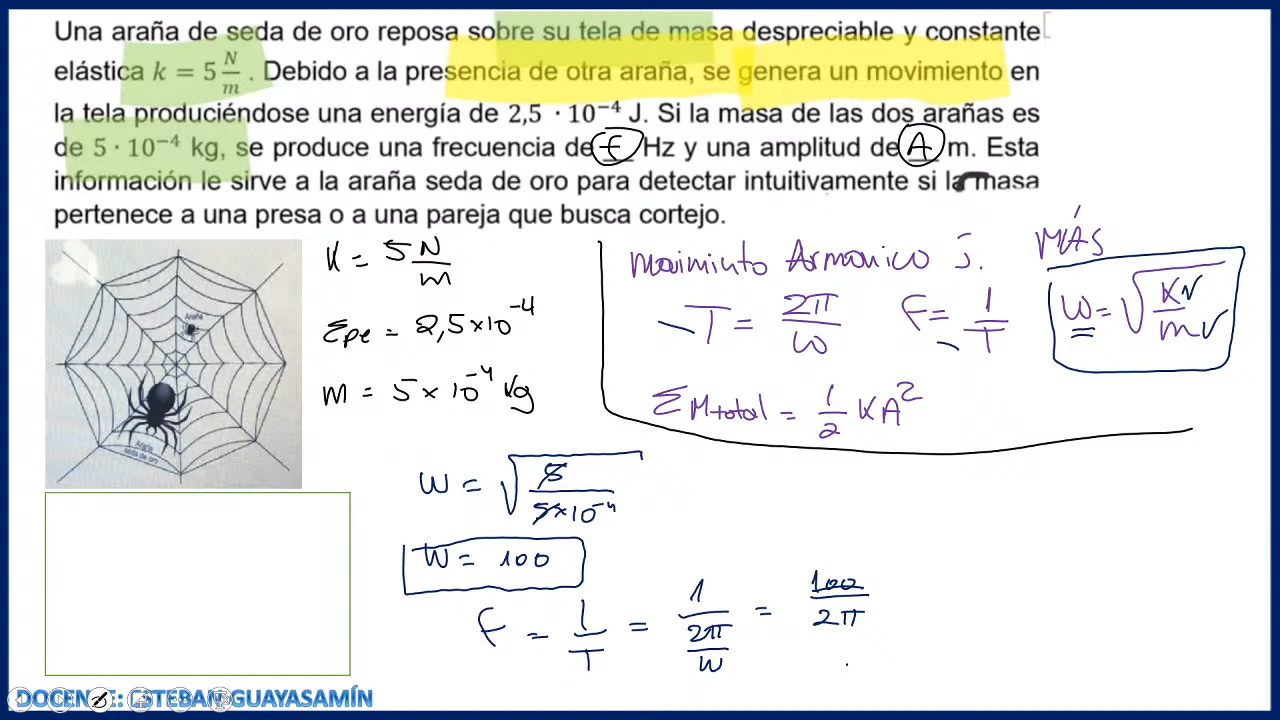 Una araña de seda de oro reposa sobre su tela de masa despreciable y constante
elástica k = 5 N/m . Debido a la presencia de otra araña, se genera un movimiento en
la tela produciéndose una energía de 2,5 · 10⁻⁴ J. Si la masa de las dos arañas es
de 5 · 10⁻⁴ kg, se produce una frecuencia de f Hz y una amplitud de A m. Esta
información le sirve a la araña seda de oro para detectar intuitivamente si la masa
pertenece a una presa o a una pareja que busca cortejo.
Araña
Araña
seda de oro
K = 5 N/m
Epe = 2,5×10⁻⁴
m = 5×10⁻⁴ kg
Movimiento Armonico S. MÁS
T = 2π/W F = 1/T W = √(K/m)
EMtotal = 1/2 KA²
W = √(5/5×10⁻⁴)
W = 100
F = 1/T = 1/(2π/W) = 100/2π
DOCENTE: ESTEBAN GUAYASAMÍN